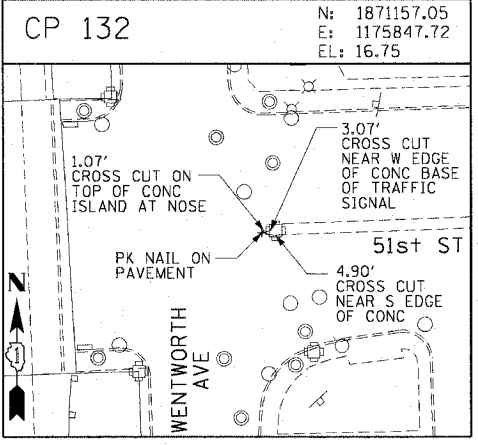 CP 132
N: 1871157.05
E: 1175847.72
EL: 16.75
3.07'
CROSS CUT
NEAR W EDGE
OF CONC BASE
OF TRAFFIC
SIGNAL
1.07'
CROSS CUT ON
TOP OF CONC
ISLAND AT NOSE
PK NAIL ON
PAVEMENT
51st ST
4.90'
CROSS CUT
NEAR S EDGE
OF CONC
N
WENTWORTH
AVE